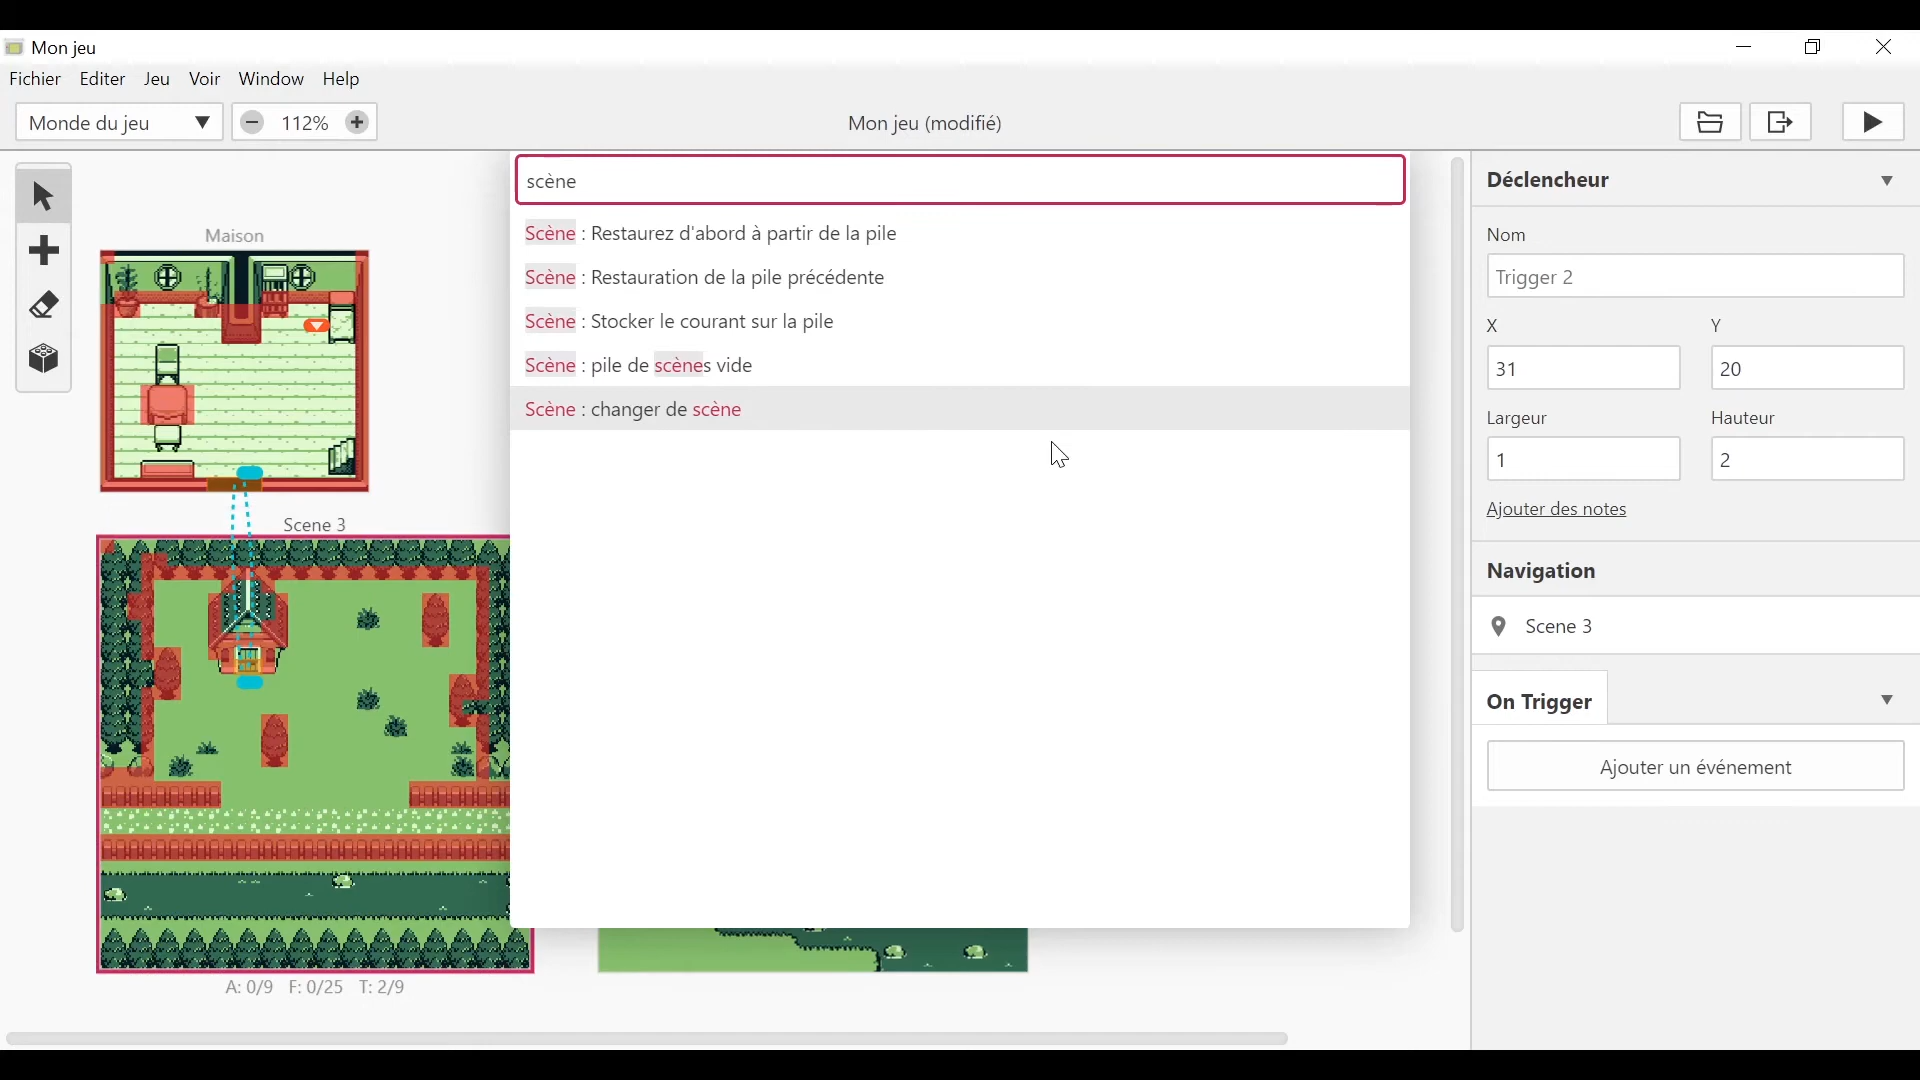 Mon jeu
Fichier Editer Jeu Voir Window Help
Monde du jeu
112%
Mon jeu (modifié)
scène
Scène : Restaurez d'abord à partir de la pile
Scène : Restauration de la pile précédente
Scène : Stocker le courant sur la pile
Scène : pile de scènes vide
Scène : changer de scène
Maison
Scene 3
A: 0/9 F: 0/25 T: 2/9
Déclencheur
Nom
Trigger 2
X Y
31 20
Largeur Hauteur
1 2
Ajouter des notes
Navigation
Scene 3
On Trigger
Ajouter un événement